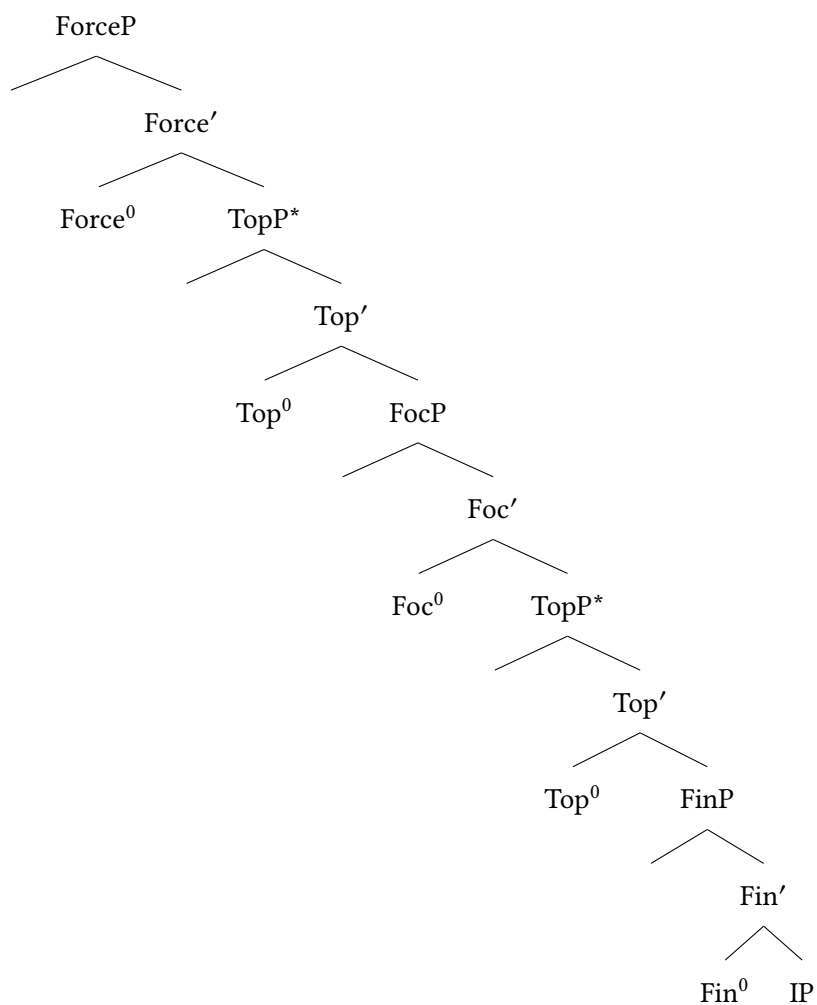 ForceP
Force′
Force⁰ TopP*
Top′
Top⁰ FocP
Foc′
Foc⁰ TopP*
Top′
Top⁰ FinP
Fin′
Fin⁰ IP